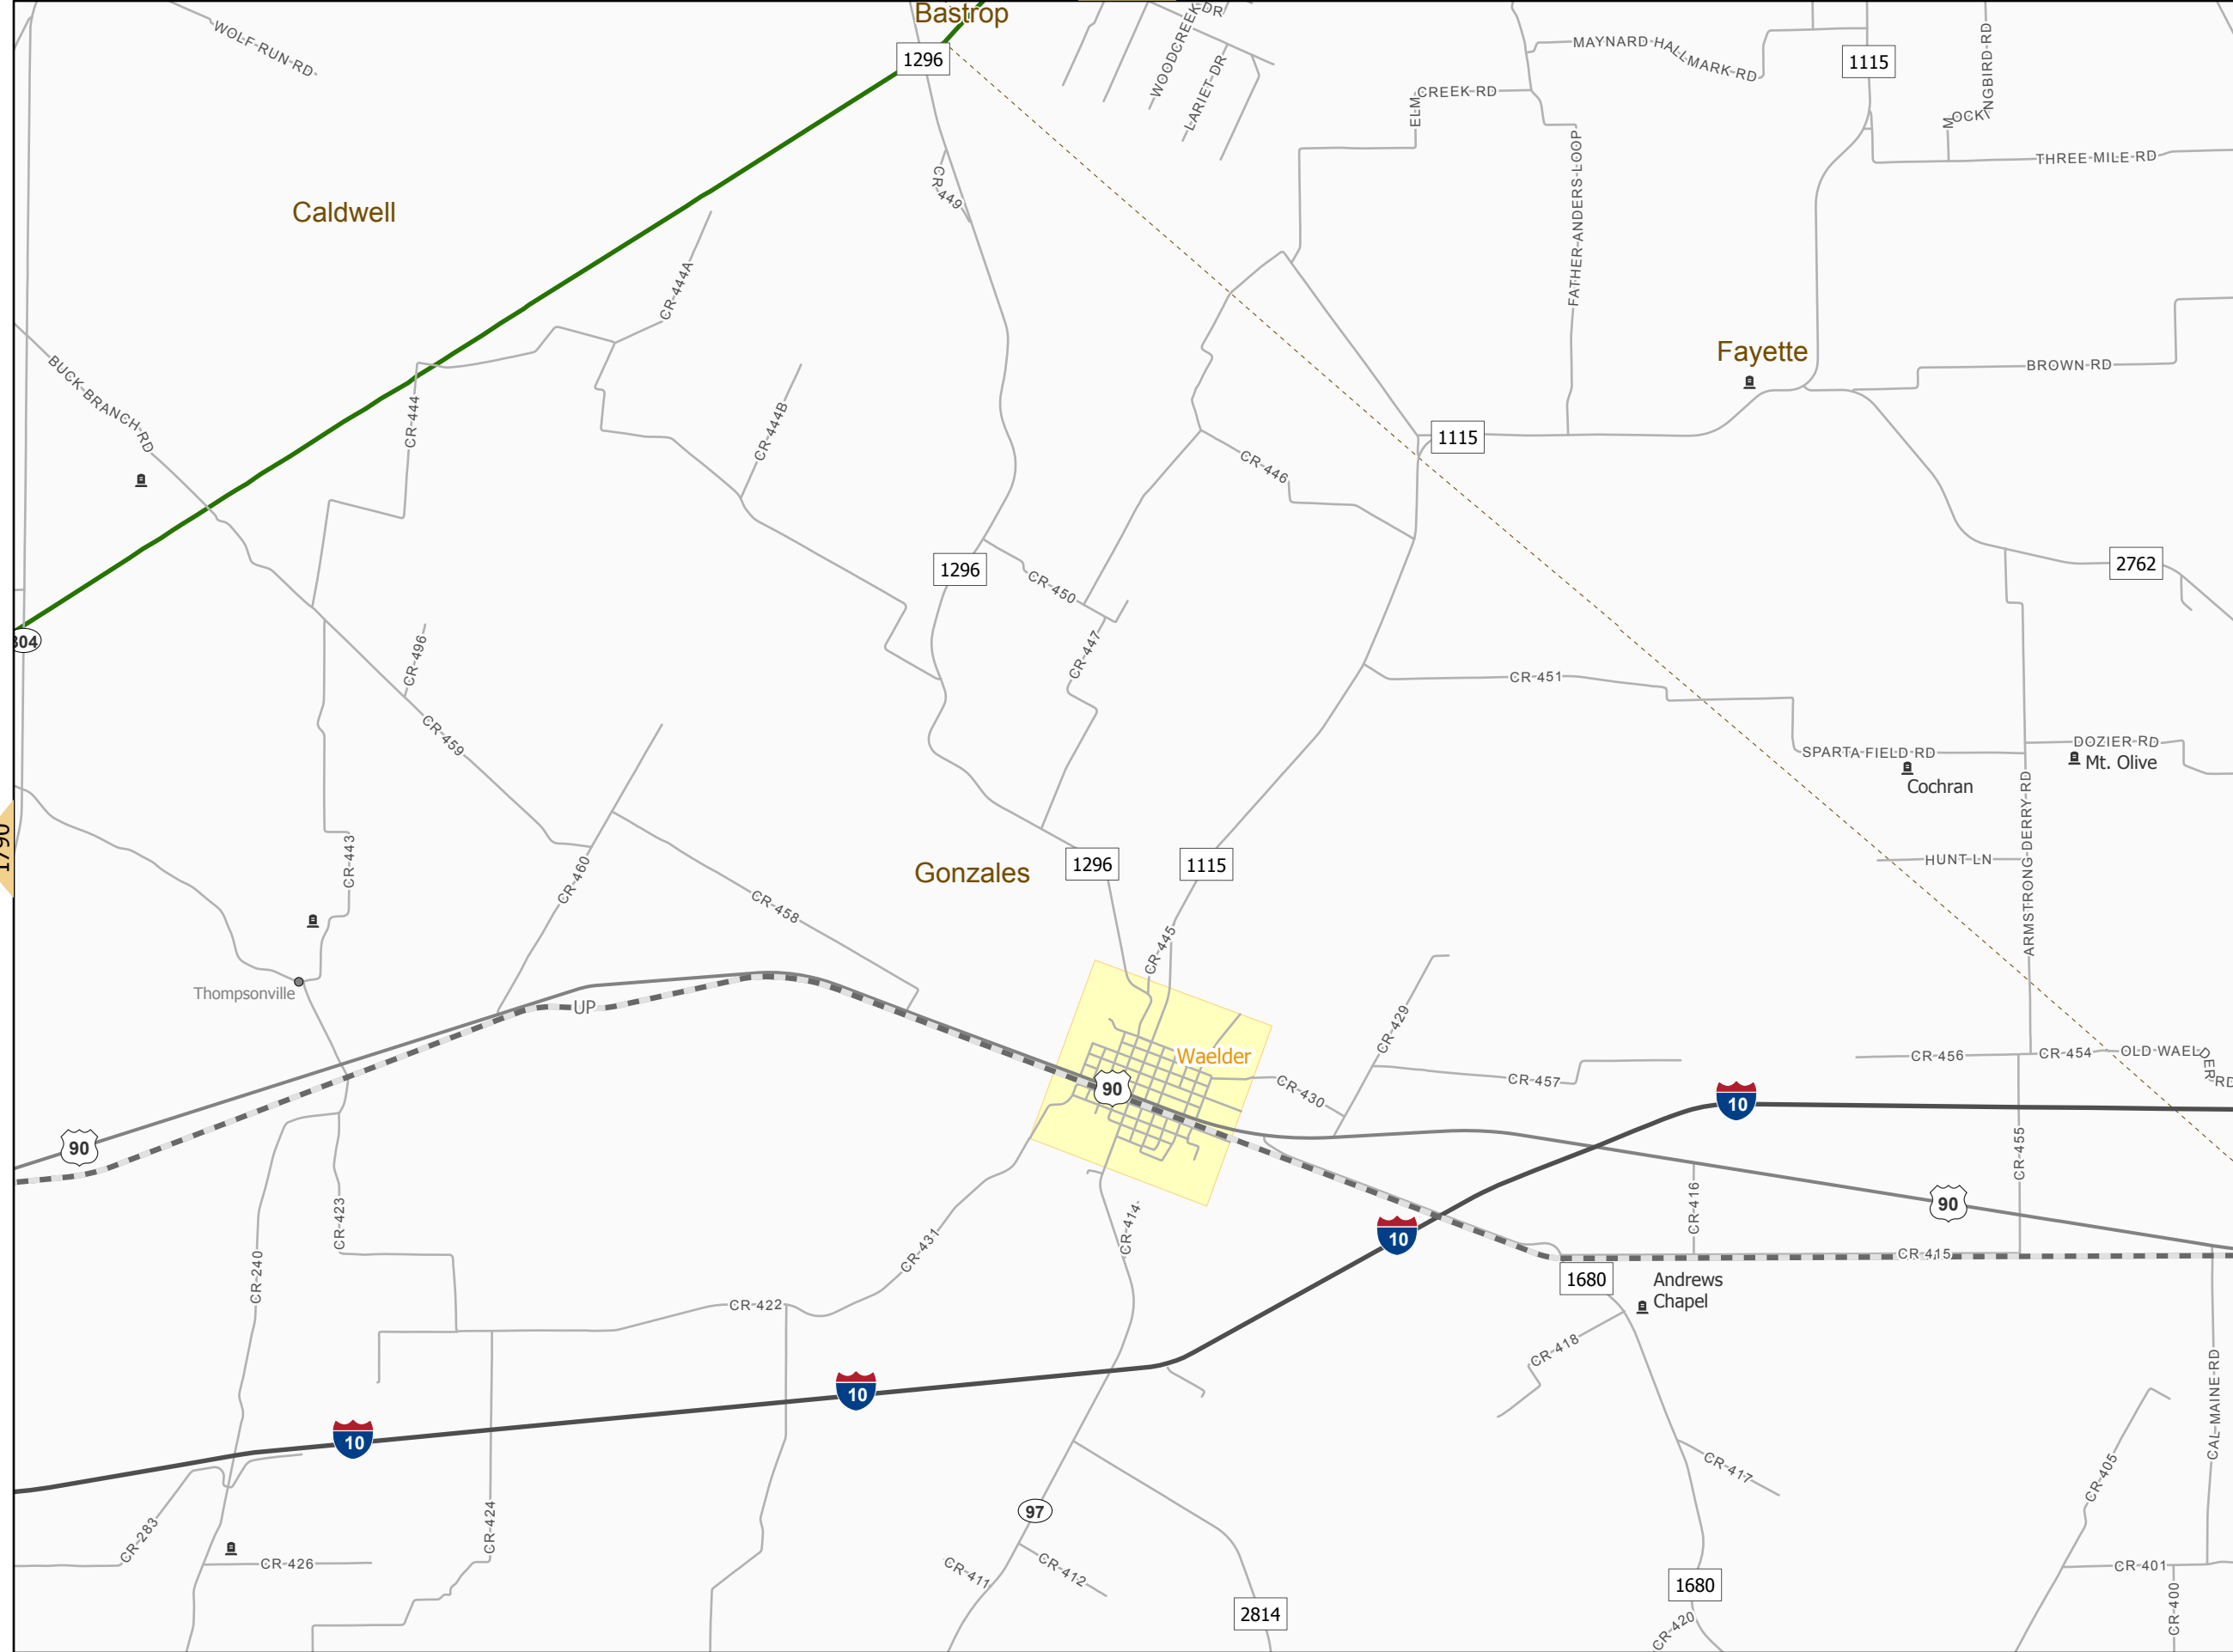 Bastrop
DR
WOLF RUN RD
1296
WOODCREEK
LARIET DR
MAYNARD HALLMARK RD
1115
NGBIRD RD
MOCKI
ELM CREEK RD
THREE MILE RD
FATHER ANDERS LOOP
CR 449
Caldwell
CR 444A
Fayette
BROWN RD
BUCK BRANCH RD
CR 444
CR 444B
1115
CR 446
1296
CR 450
2762
304
CR 496
CR 447
CR 451
CR 459
DOZIER RD
SPARTA FIELD RD
Mt. Olive
Cochran
ARMSTRONG DERRY RD
1790
CR 443
CR 460
1296
1115
HUNT LN
Gonzales
CR 458
CR 445
Thompsonville
UP
CR 429
Waelder
CR 456
CR 454
OLD WAELDER RD
CR 457
90
CR 430
10
90
CR 455
CR 416
90
CR 423
CR 414
CR 431
10
CR 240
CR 415
1680
Andrews
Chapel
CR 422
CR 418
10
CAL MAINE RD
10
CR 417
CR 405
97
CR 424
CR 283
CR 426
CR 411
CR 412
CR 401
1680
CR 400
2814
CR 420